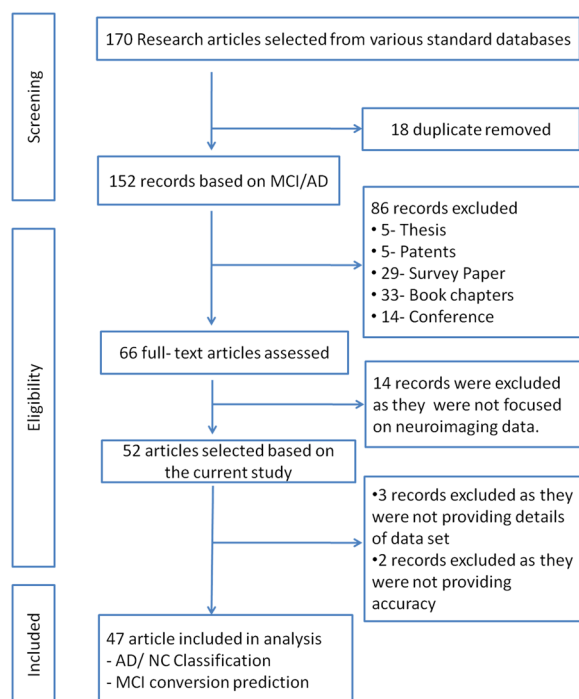 Screening
170 Research articles selected from various standard databases
18 duplicate removed
152 records based on MCI/AD
86 records excluded
• 5- Thesis
• 5- Patents
• 29- Survey Paper
• 33- Book chapters
• 14- Conference
Eligibility
66 full- text articles assessed
14 records were excluded
as they were not focused
on neuroimaging data.
52 articles selected based on
the current study
•3 records excluded as they
were not providing details
of data set
•2 records excluded as they
were not providing
accuracy
Included
47 article included in analysis
- AD/ NC Classification
- MCI conversion prediction